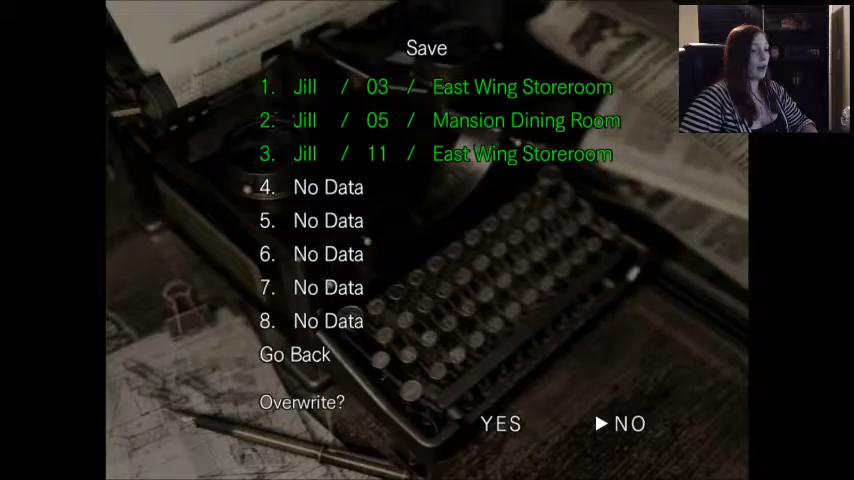 Save
1. Jill / 03 / East Wing Storeroom
2. Jill / 05 / Mansion Dining Room
3. Jill / 11 / East Wing Storeroom
4. No Data
5. No Data
6. No Data
7. No Data
8. No Data
Go Back
Overwrite?
YES ▶NO